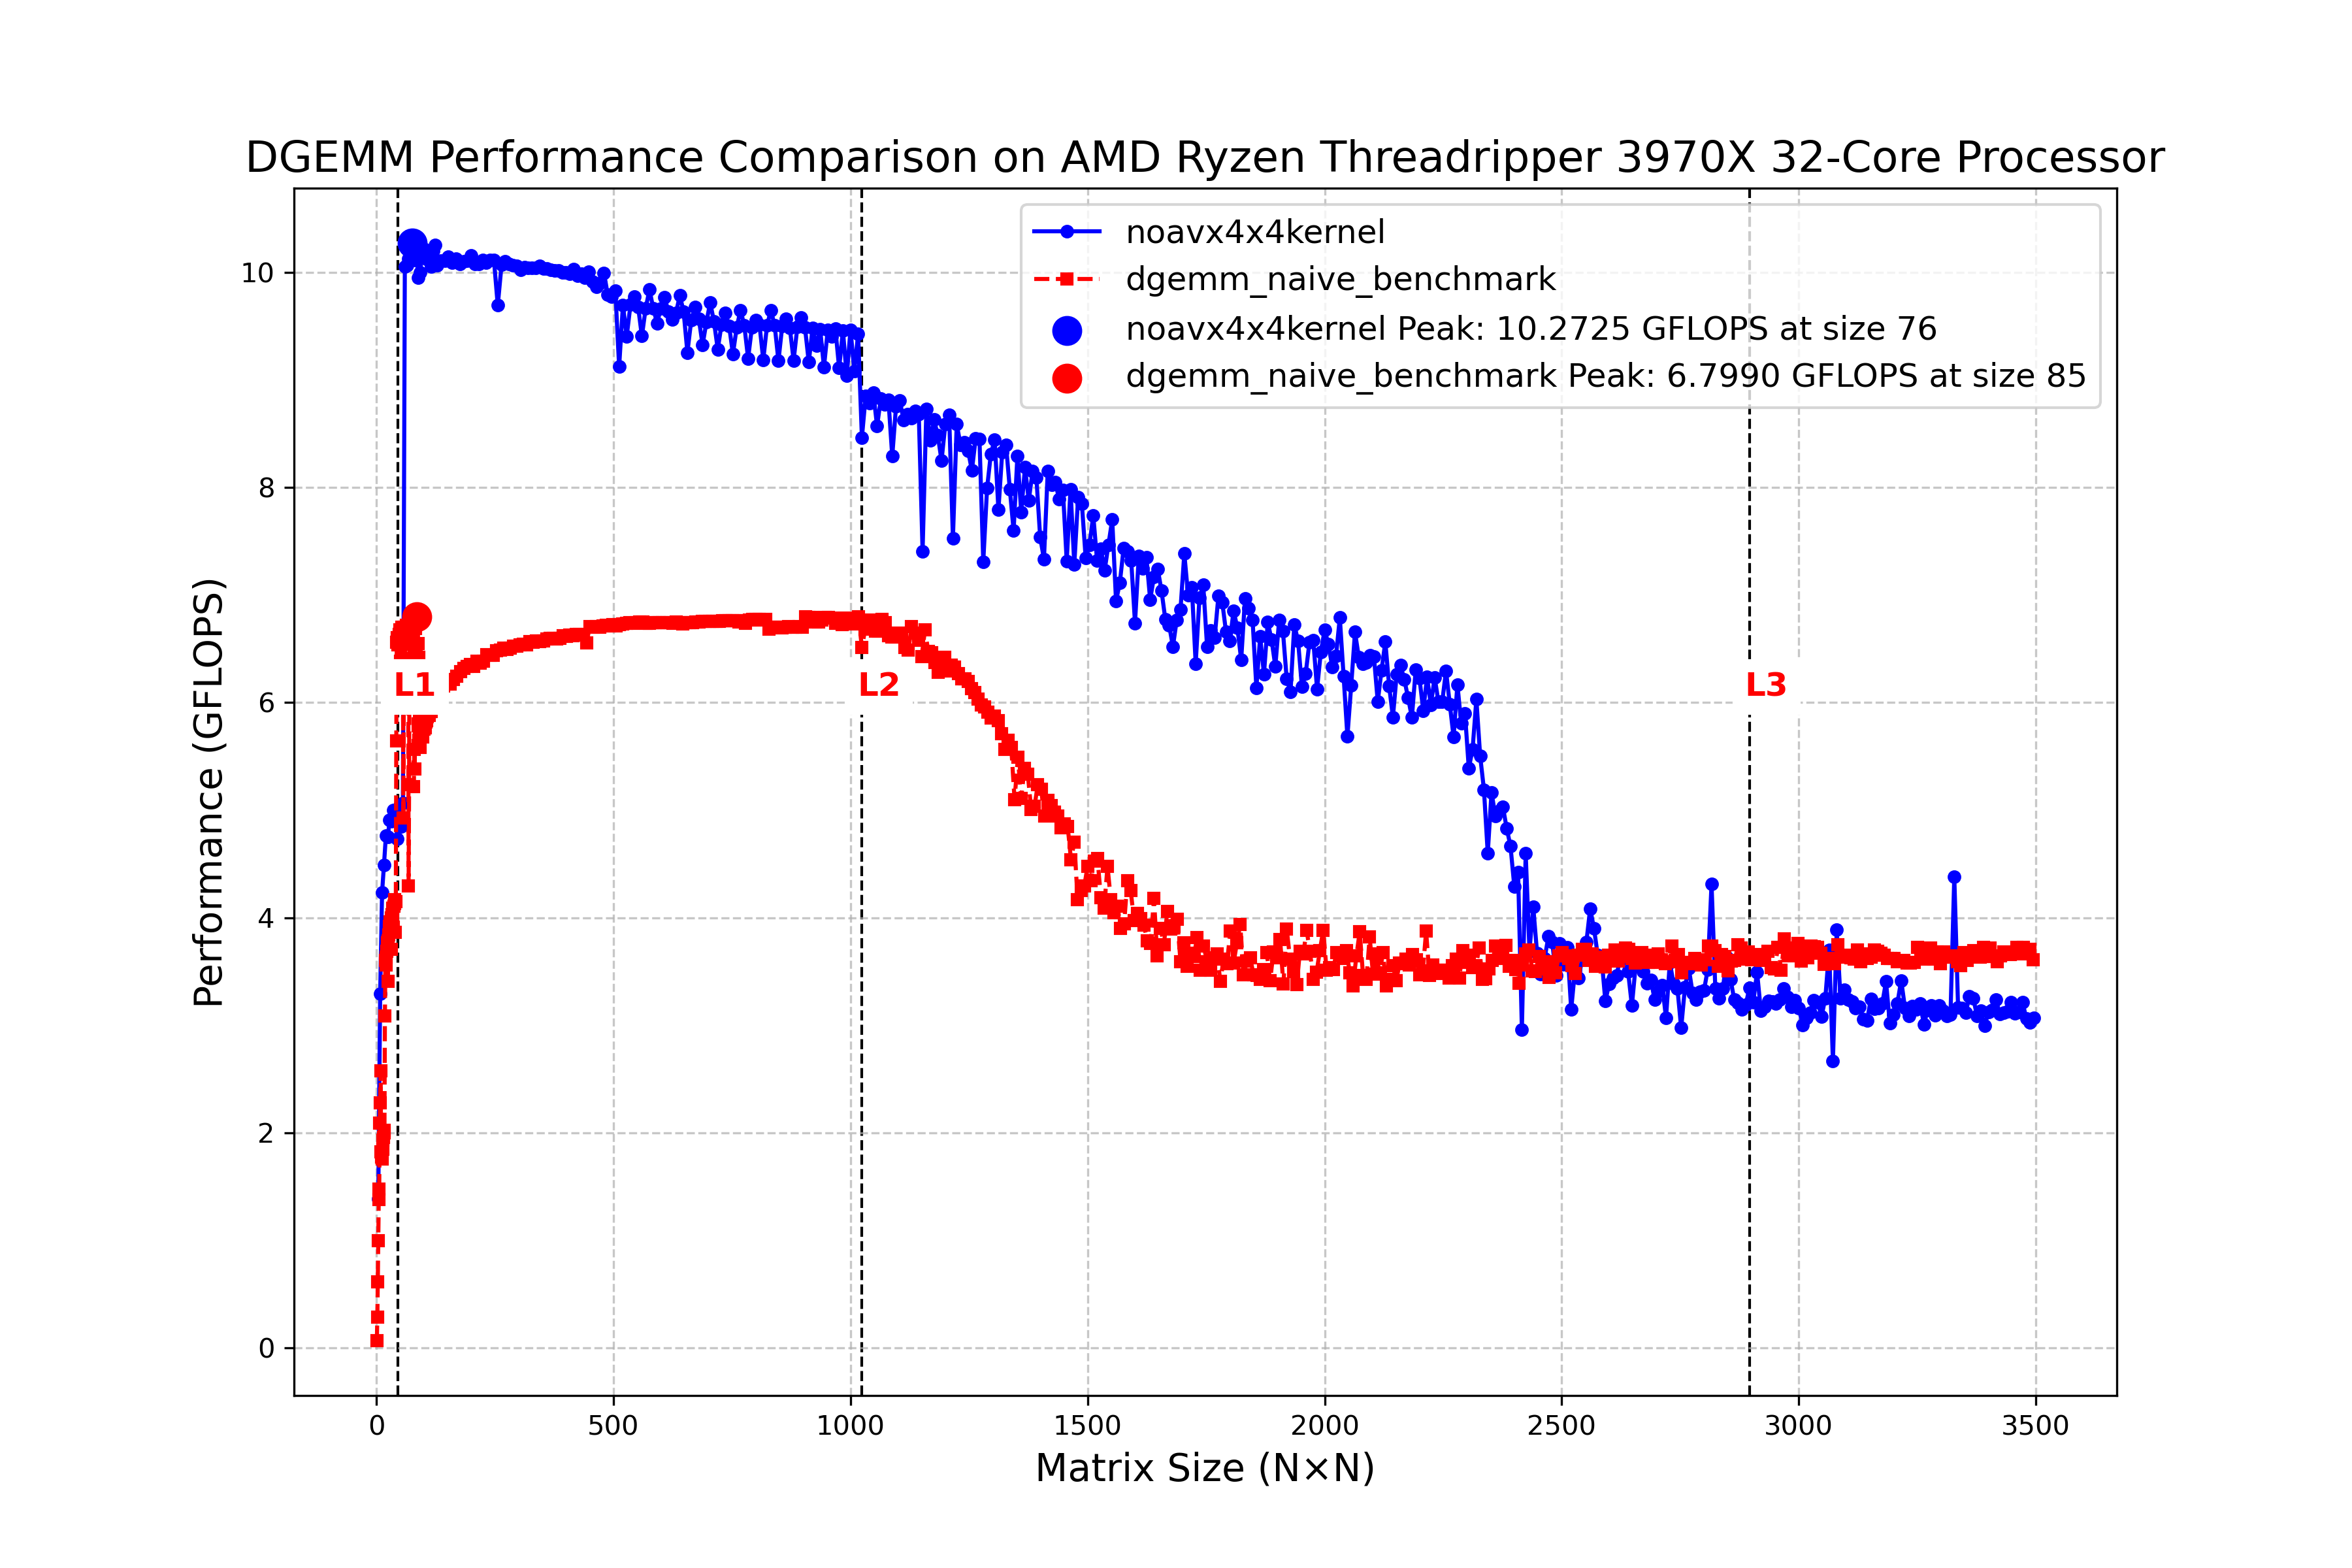 DGEMM Performance Comparison on AMD Ryzen Threadripper 3970X 32-Core Processor
noavx4x4kernel
dgemm_naive_benchmark
noavx4x4kernel Peak: 10.2725 GFLOPS at size 76
dgemm_naive_benchmark Peak: 6.7990 GFLOPS at size 85
Performance (GFLOPS)
10
8
6
4
2
0
L1
L2
L3
0
500
1000
1500
2000
2500
3000
3500
Matrix Size (N×N)